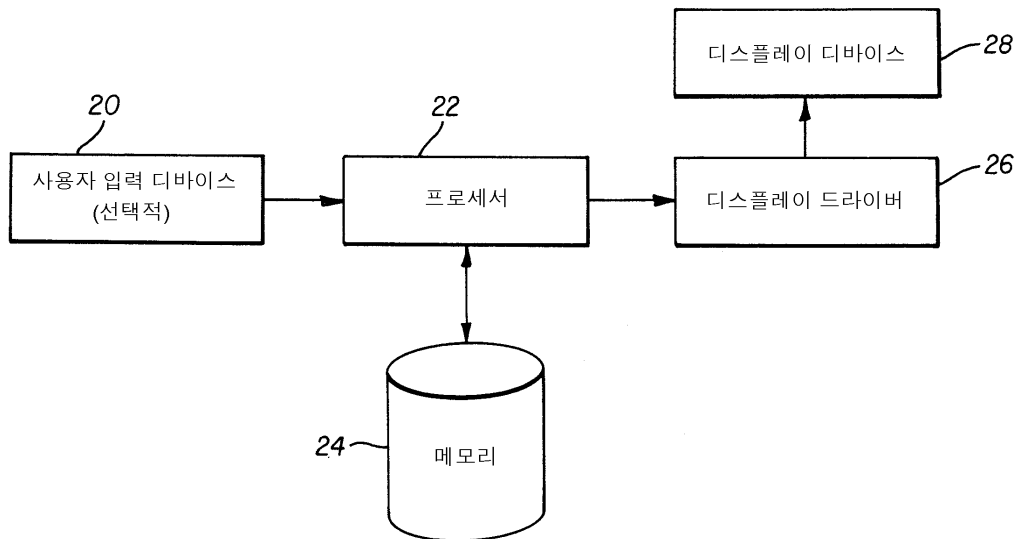 28
디스플레이 디바이스
20
22
26
사용자 입력 디바이스
(선택적)
프로세서
디스플레이 드라이버
24
메모리